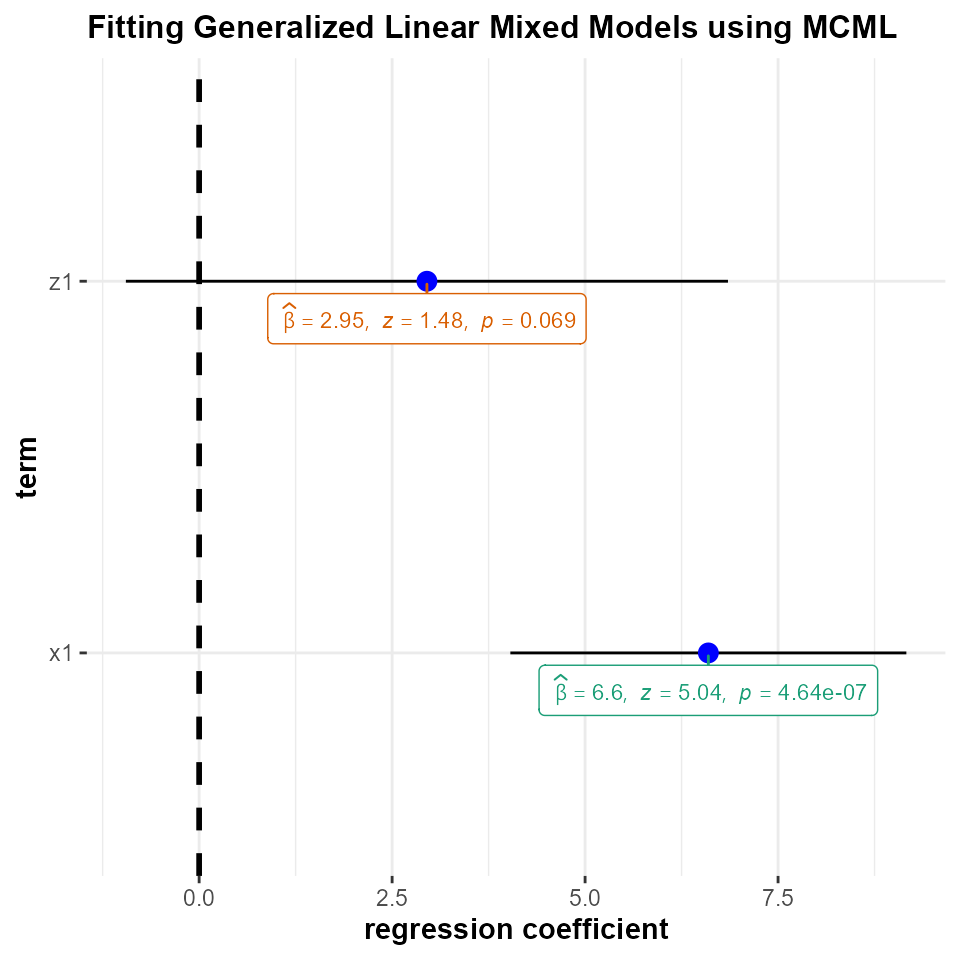 Fitting Generalized Linear Mixed Models using MCML
z1
β̂ = 2.95, z = 1.48, p = 0.069
term
x1
β̂ = 6.6, z = 5.04, p = 4.64e-07
0.0 2.5 5.0 7.5
regression coefficient